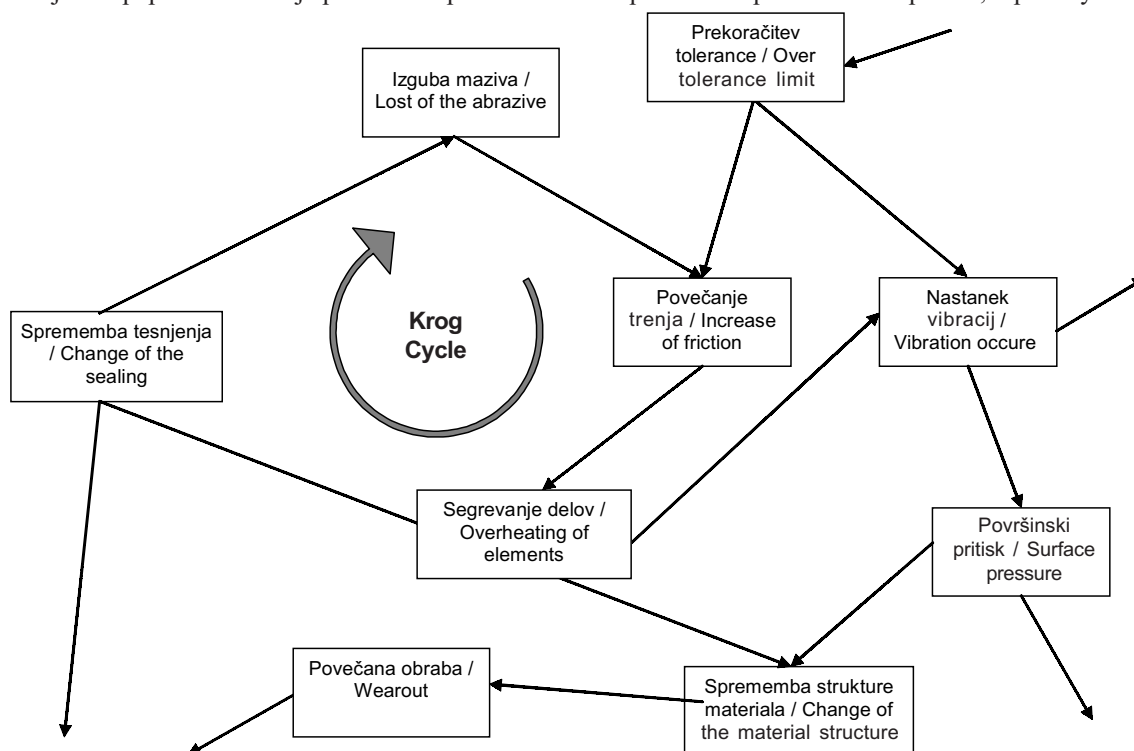 Prekoračitev
tolerance / Over
tolerance limit
Izguba maziva /
Lost of the abrazive
Povečanje
trenja / Increase
of friction
Nastanek
vibracij /
Vibration occure
Sprememba tesnjenja
/ Change of the
sealing
Krog
Cycle
Segrevanje delov /
Overheating of
elements
Površinski
pritisk / Surface
pressure
Povečana obraba /
Wearout
Sprememba strukture
materiala / Change of
the material structure